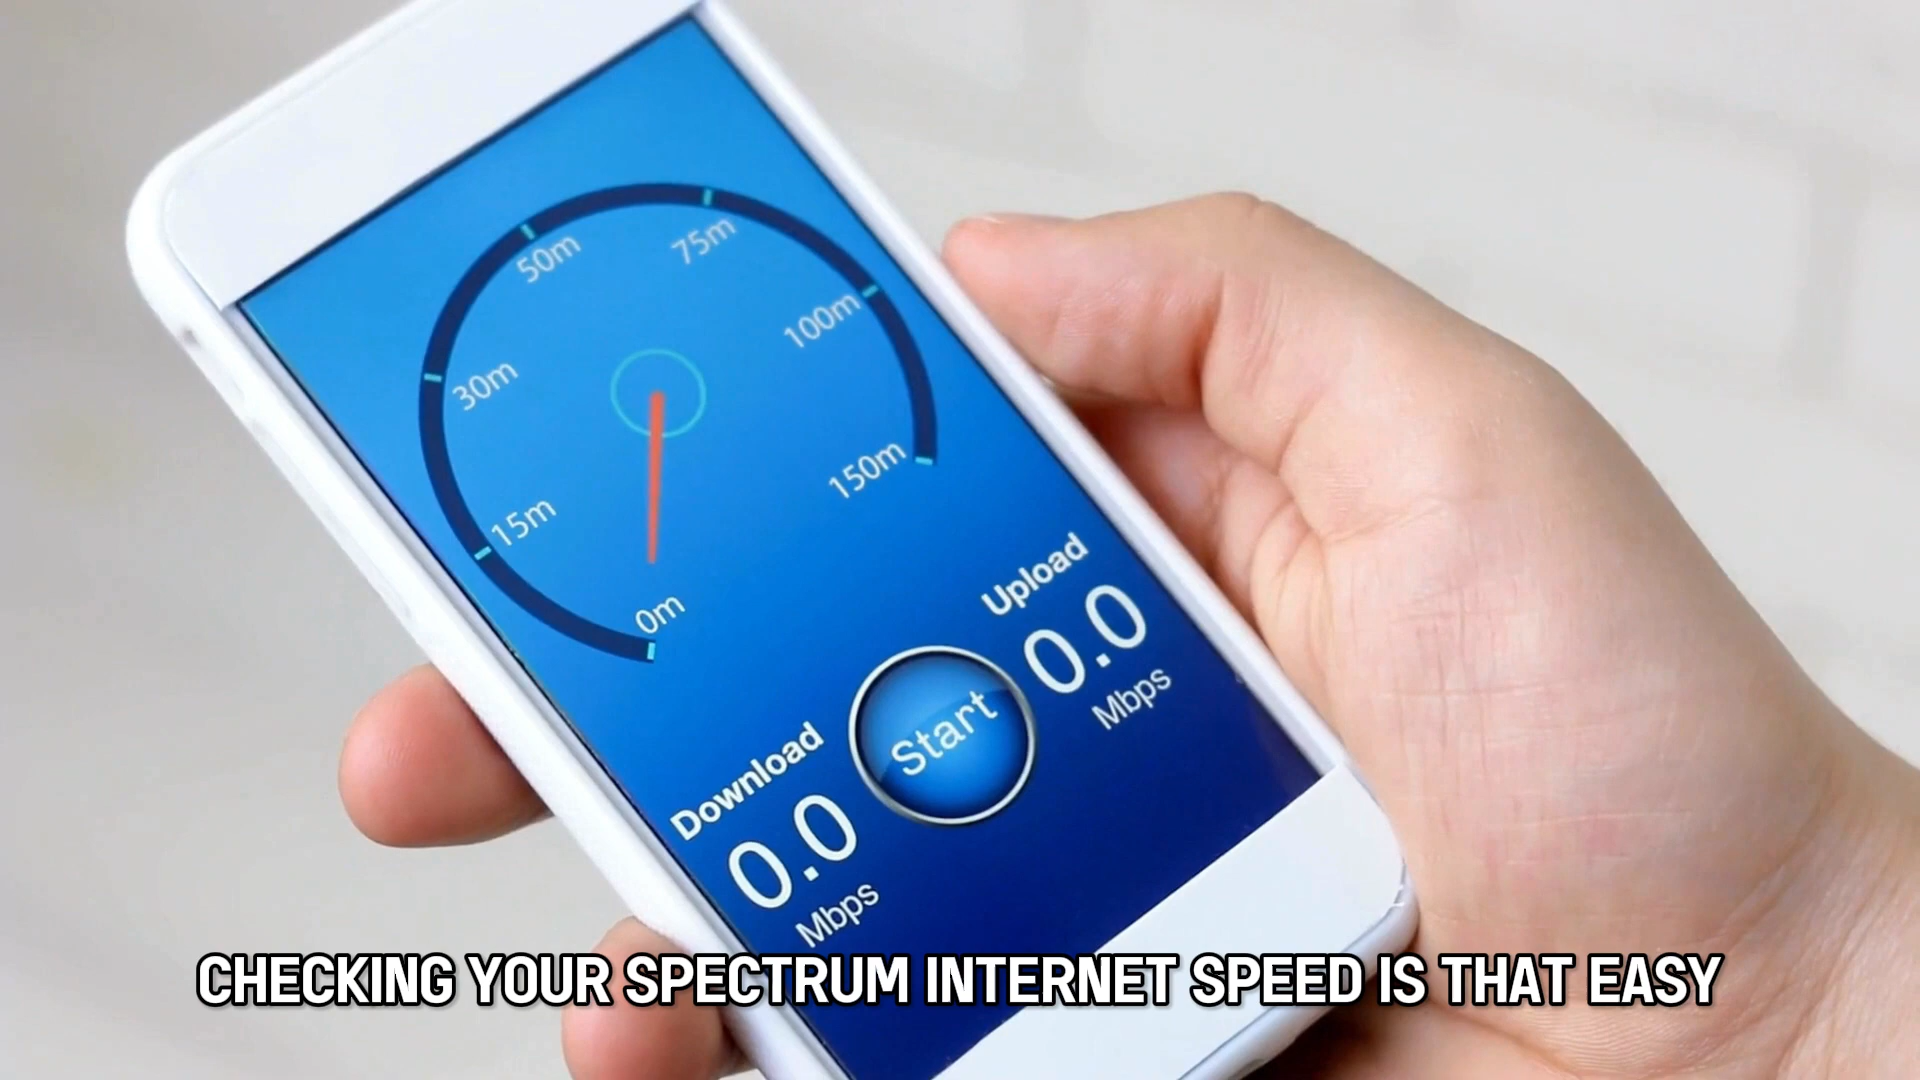 50m
75m
100m
30m
150m
15m
0m
Upload
0.0
Mbps
Start
Download
0.0
Mbps
CHECKING YOUR SPECTRUM INTERNET SPEED IS THAT EASY